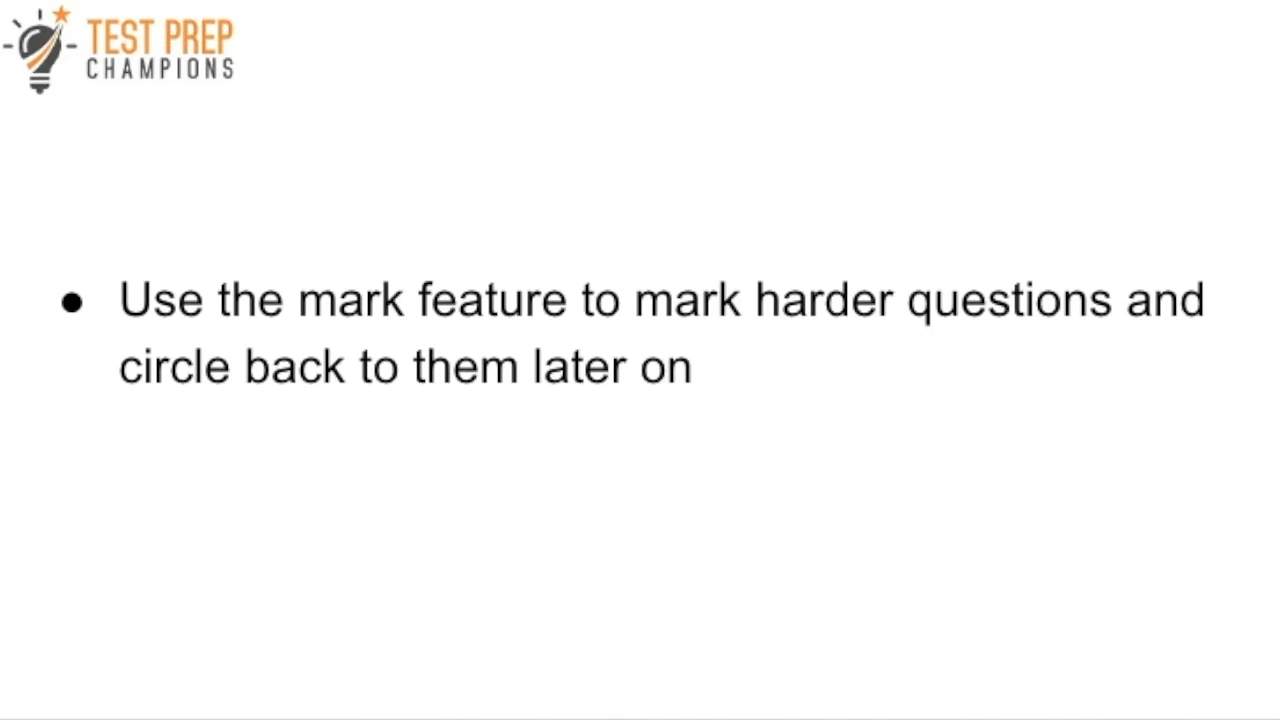 TEST PREP
CHAMPIONS
● Use the mark feature to mark harder questions and
circle back to them later on